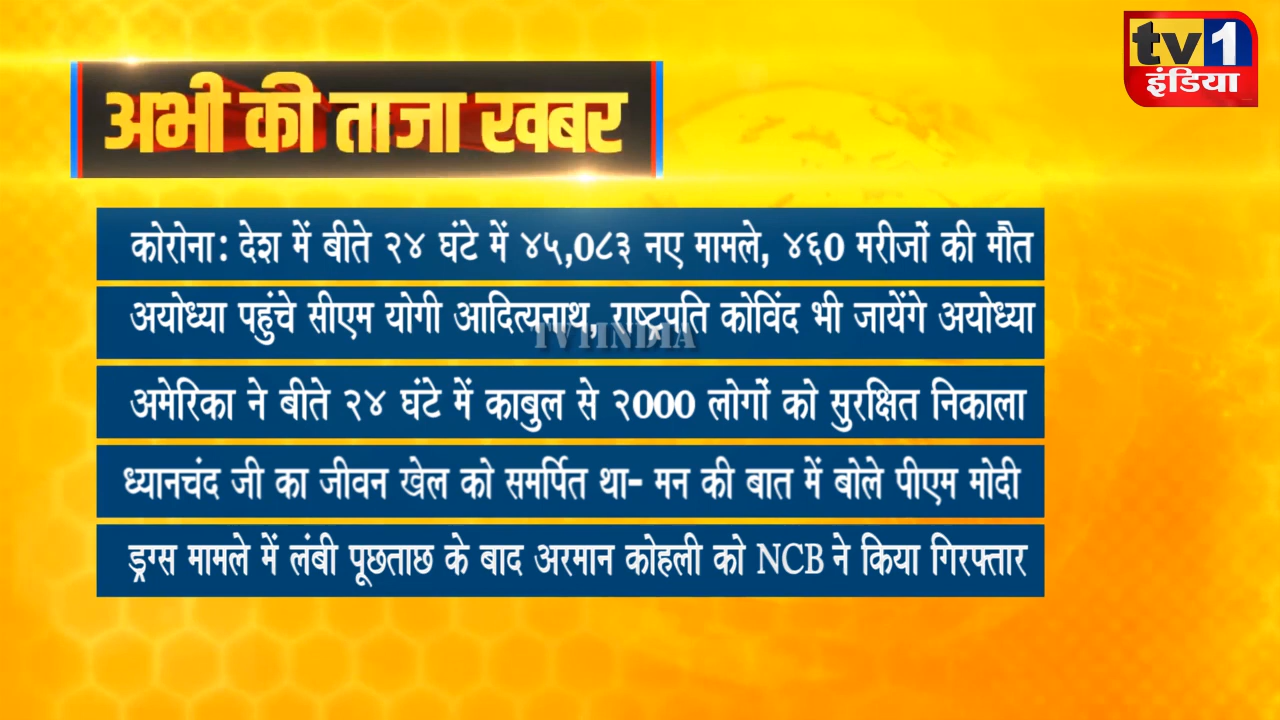 tv1
इंडिया
अभी की ताजा खबर
कोरोना: देश में बीते २४ घंटे में ४५,०८३ नए मामले, ४६० मरीजों की मौत
अयोध्या पहुंचे सीएम योगी आदित्यनाथ, राष्ट्रपति कोविंद भी जायेंगे अयोध्या
TV1INDIA
अमेरिका ने बीते २४ घंटे में काबुल से २००० लोगों को सुरक्षित निकाला
ध्यानचंद जी का जीवन खेल को समर्पित था- मन की बात में बोले पीएम मोदी
ड्रग्स मामले में लंबी पूछताछ के बाद अरमान कोहली को NCB ने किया गिरफ्तार